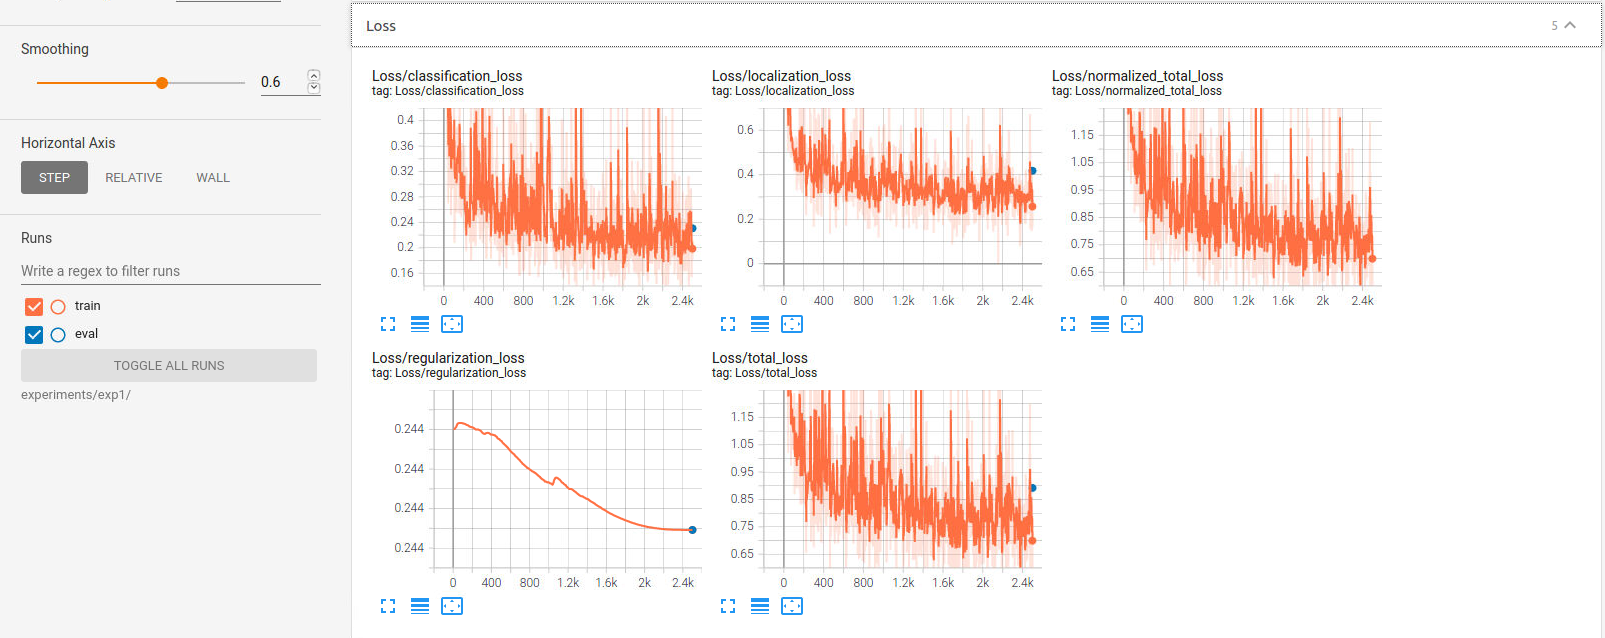 Smoothing
0.6
Horizontal Axis
STEP RELATIVE WALL
Runs
Write a regex to filter runs
train
eval
TOGGLE ALL RUNS
experiments/exp1/
Loss 5
Loss/classification_loss
tag: Loss/classification_loss
0.4
0.36
0.32
0.28
0.24
0.2
0.16
0 400 800 1.2k 1.6k 2k 2.4k
Loss/localization_loss
tag: Loss/localization_loss
0.6
0.4
0.2
0
0 400 800 1.2k 1.6k 2k 2.4k
Loss/normalized_total_loss
tag: Loss/normalized_total_loss
1.15
1.05
0.95
0.85
0.75
0.65
0 400 800 1.2k 1.6k 2k 2.4k
Loss/regularization_loss
tag: Loss/regularization_loss
0.244
0.244
0.244
0.244
0 400 800 1.2k 1.6k 2k 2.4k
Loss/total_loss
tag: Loss/total_loss
1.15
1.05
0.95
0.85
0.75
0.65
0 400 800 1.2k 1.6k 2k 2.4k